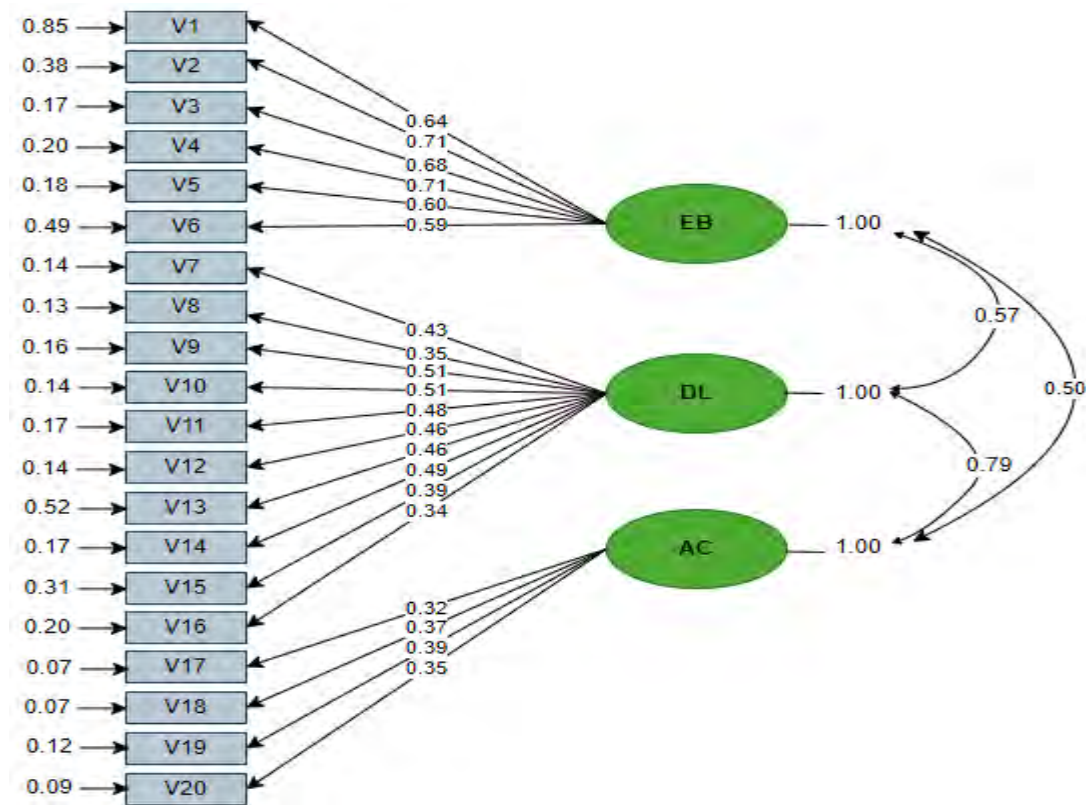 0.85 V1
0.38 V2
0.17 V3
0.20 V4
0.18 V5
0.49 V6
0.14 V7
0.13 V8
0.16 V9
0.14 V10
0.17 V11
0.14 V12
0.52 V13
0.17 V14
0.31 V15
0.20 V16
0.07 V17
0.07 V18
0.12 V19
0.09 V20
0.64
0.71
0.68
0.71
0.60
0.59
0.43
0.35
0.51
0.51
0.48
0.46
0.46
0.49
0.39
0.34
0.32
0.37
0.39
0.35
EB 1.00
DL 1.00
AC 1.00
0.57
0.50
0.79